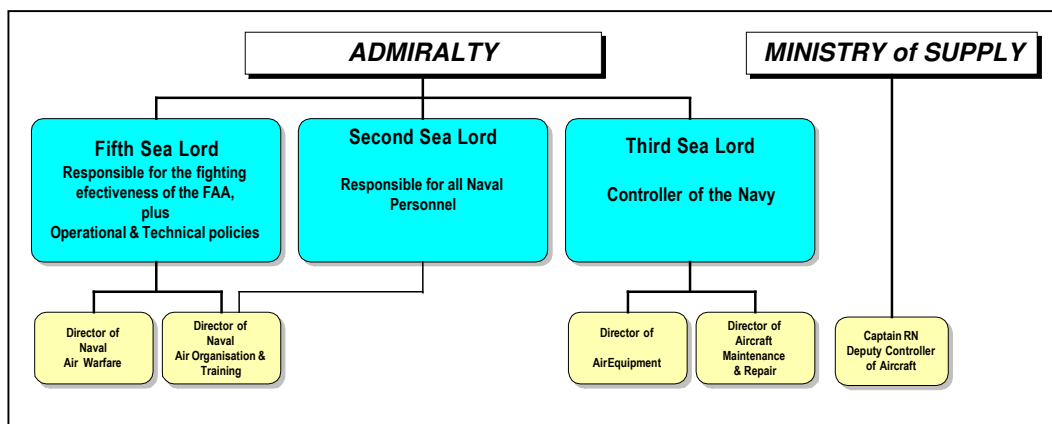 ADMIRALTY
MINISTRY of SUPPLY
Fifth Sea Lord
Responsible for the fighting
efectiveness of the FAA,
plus
Operational & Technical policies
Second Sea Lord
Responsible for all Naval
Personnel
Third Sea Lord
Controller of the Navy
Director of
Naval
Air Warfare
Director of
Naval
Air Organisation &
Training
Director of
AirEquipment
Director of
Aircraft
Maintenance
& Repair
Captain RN
Deputy Controller
of Aircraft